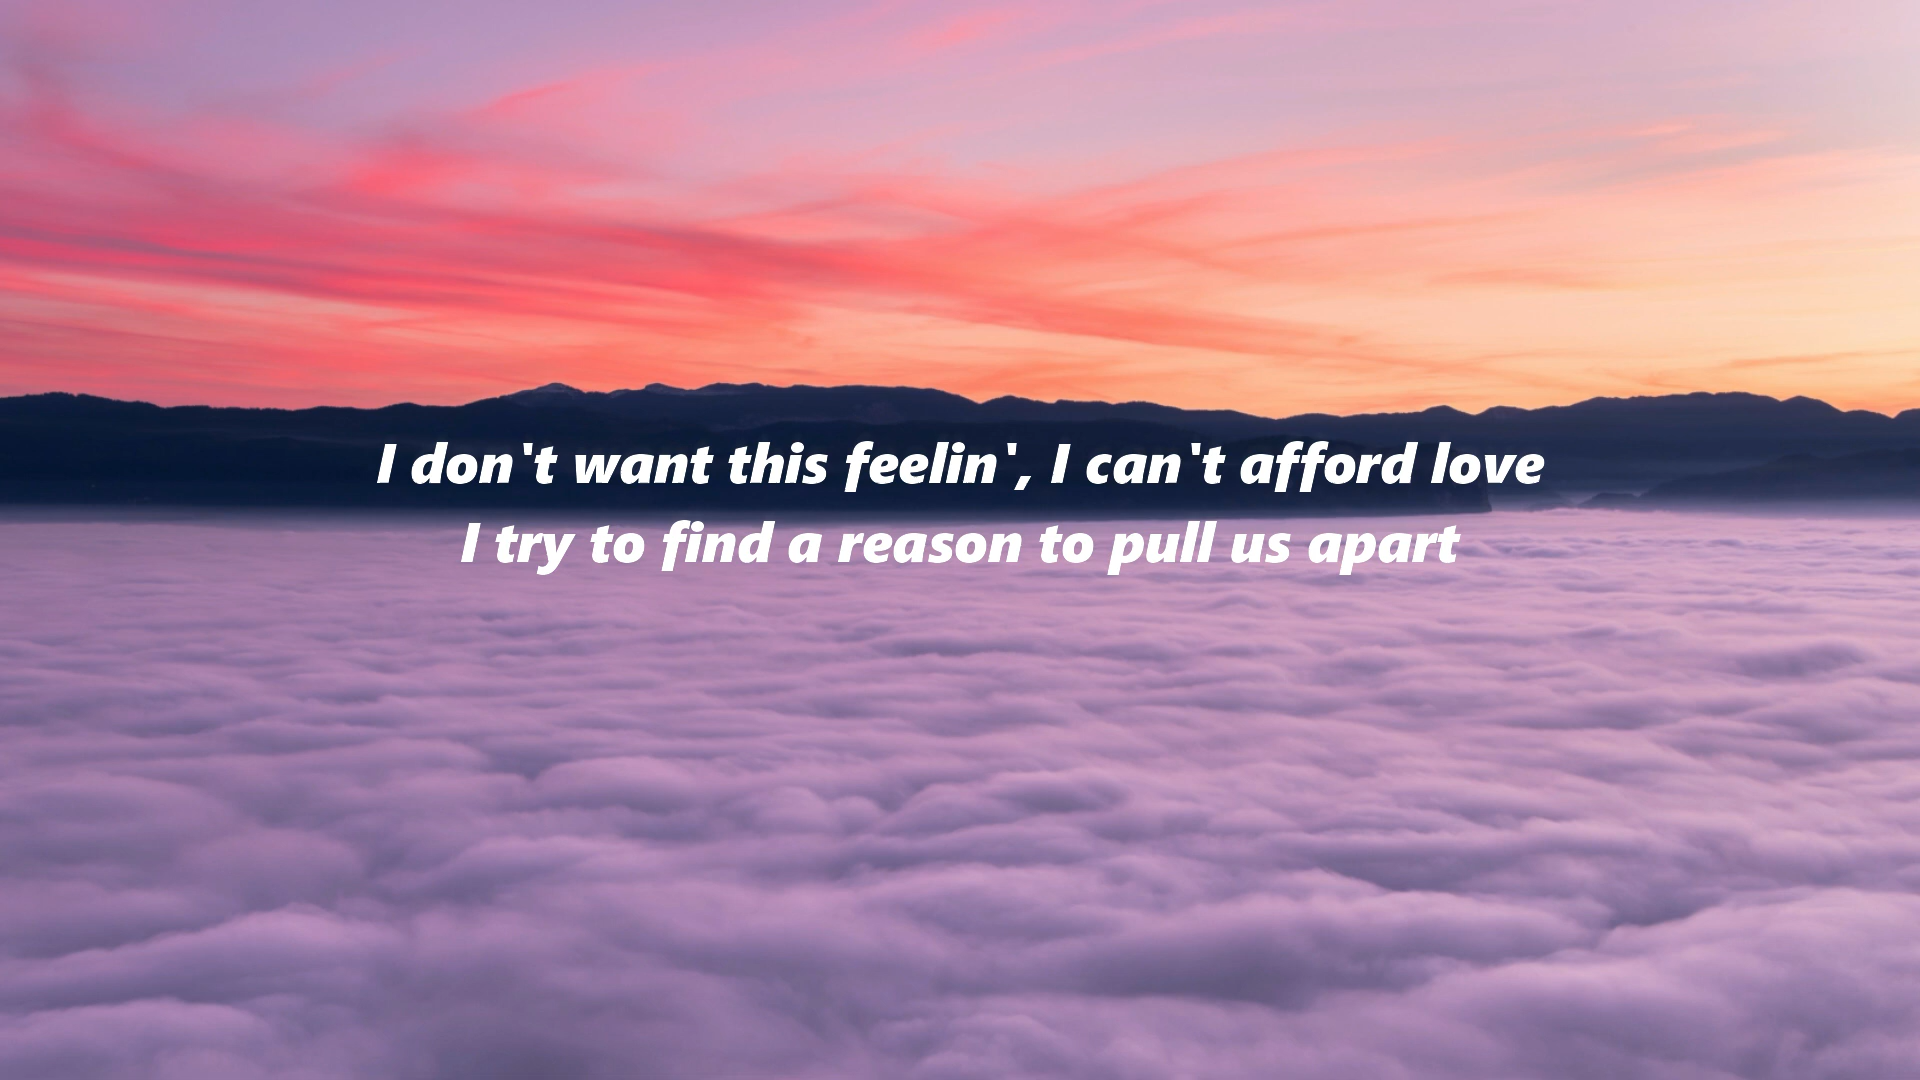 I don't want this feelin', I can't afford love
I try to find a reason to pull us apart